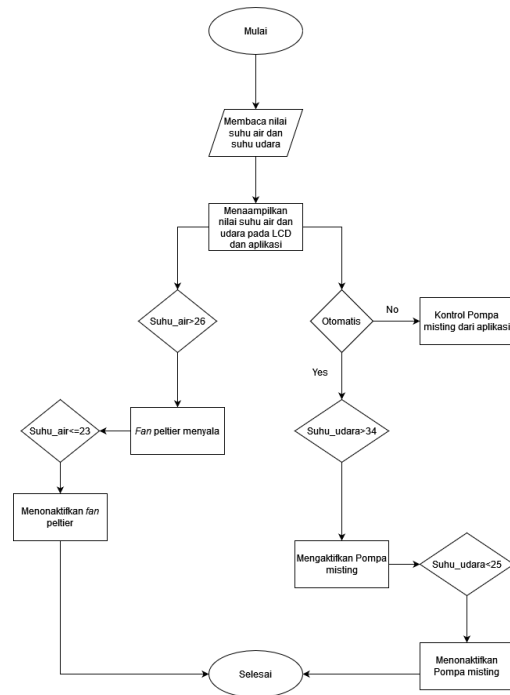 Mulai
Membaca nilai
suhu air dan
suhu udara
Menaampilkan
nilai suhu air dan
udara pada LCD
dan aplikasi
Suhu_air>26
Otomatis
No
Kontrol Pompa
misting dari aplikasi
Yes
Suhu_air<=23
Fan peltier menyala
Suhu_udara>34
Menonaktifkan fan
peltier
Mengaktifkan Pompa
misting
Suhu_udara<25
Selesai
Menonaktifkan
Pompa misting